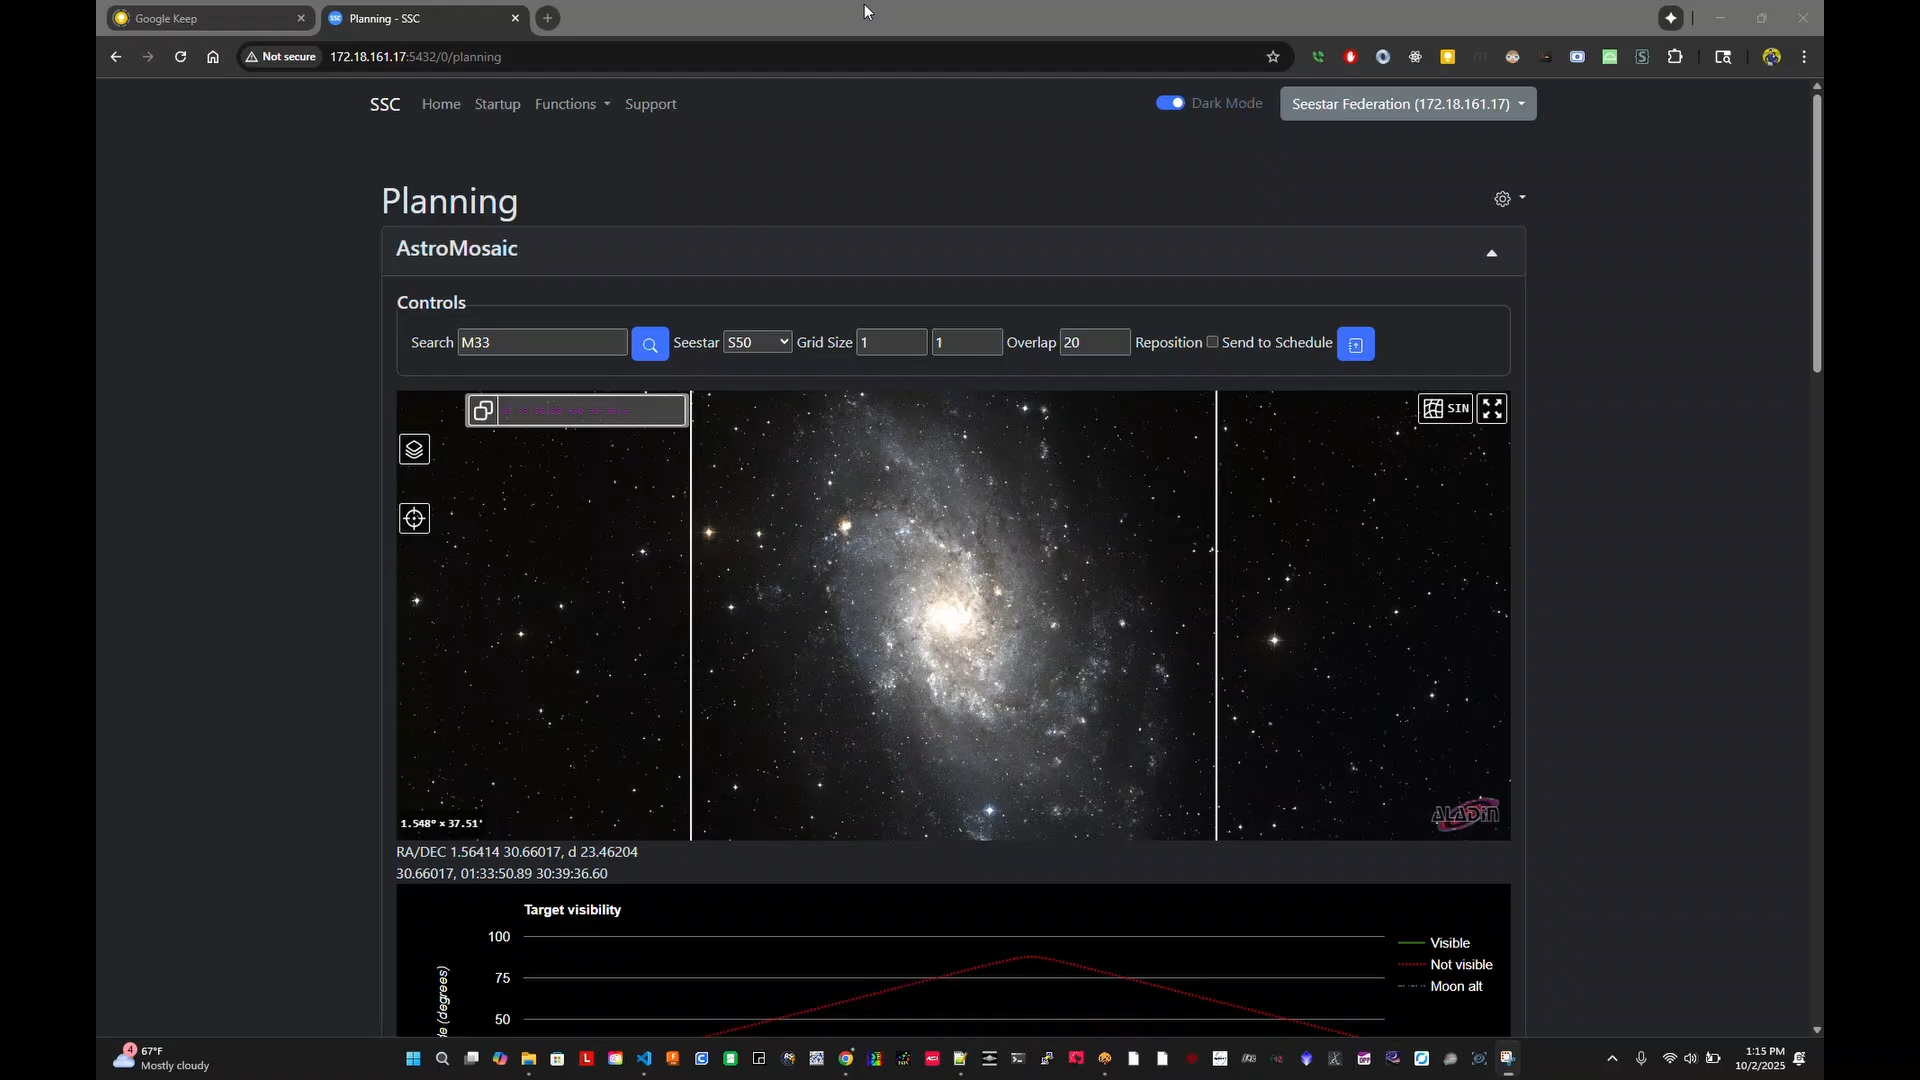 Google Keep
Planning - SSC
Not secure
172.18.161.17:5432/0/planning
SSC
Home
Startup
Functions
Support
Dark Mode
Seestar Federation (172.18.161.17)
Planning
AstroMosaic
Controls
Search M33 Seestar S50 Grid Size 1 1 Overlap 20 Reposition Send to Schedule
SIN
1.548° × 37.51'
ALADiN
RA/DEC 1.56414 30.66017, d 23.46204
30.66017, 01:33:50.89 30:39:36.60
Target visibility
100
75
50
de (degrees)
Visible
Not visible
Moon alt
4
67°F
Mostly cloudy
1:15 PM
10/2/2025